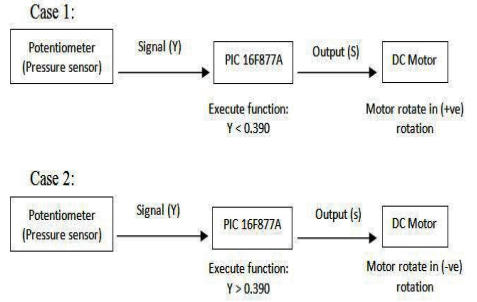 Case 1:
Potentiometer
(Pressure sensor)
Signal (Y)
PIC 16F877A
Output (S)
DC Motor
Execute function:
Y < 0.390
Motor rotate in (+ve)
rotation
Case 2:
Potentiometer
(Pressure sensor)
Signal (Y)
PIC 16F877A
Output (s)
DC Motor
Execute function:
Y > 0.390
Motor rotate in (-ve)
rotation